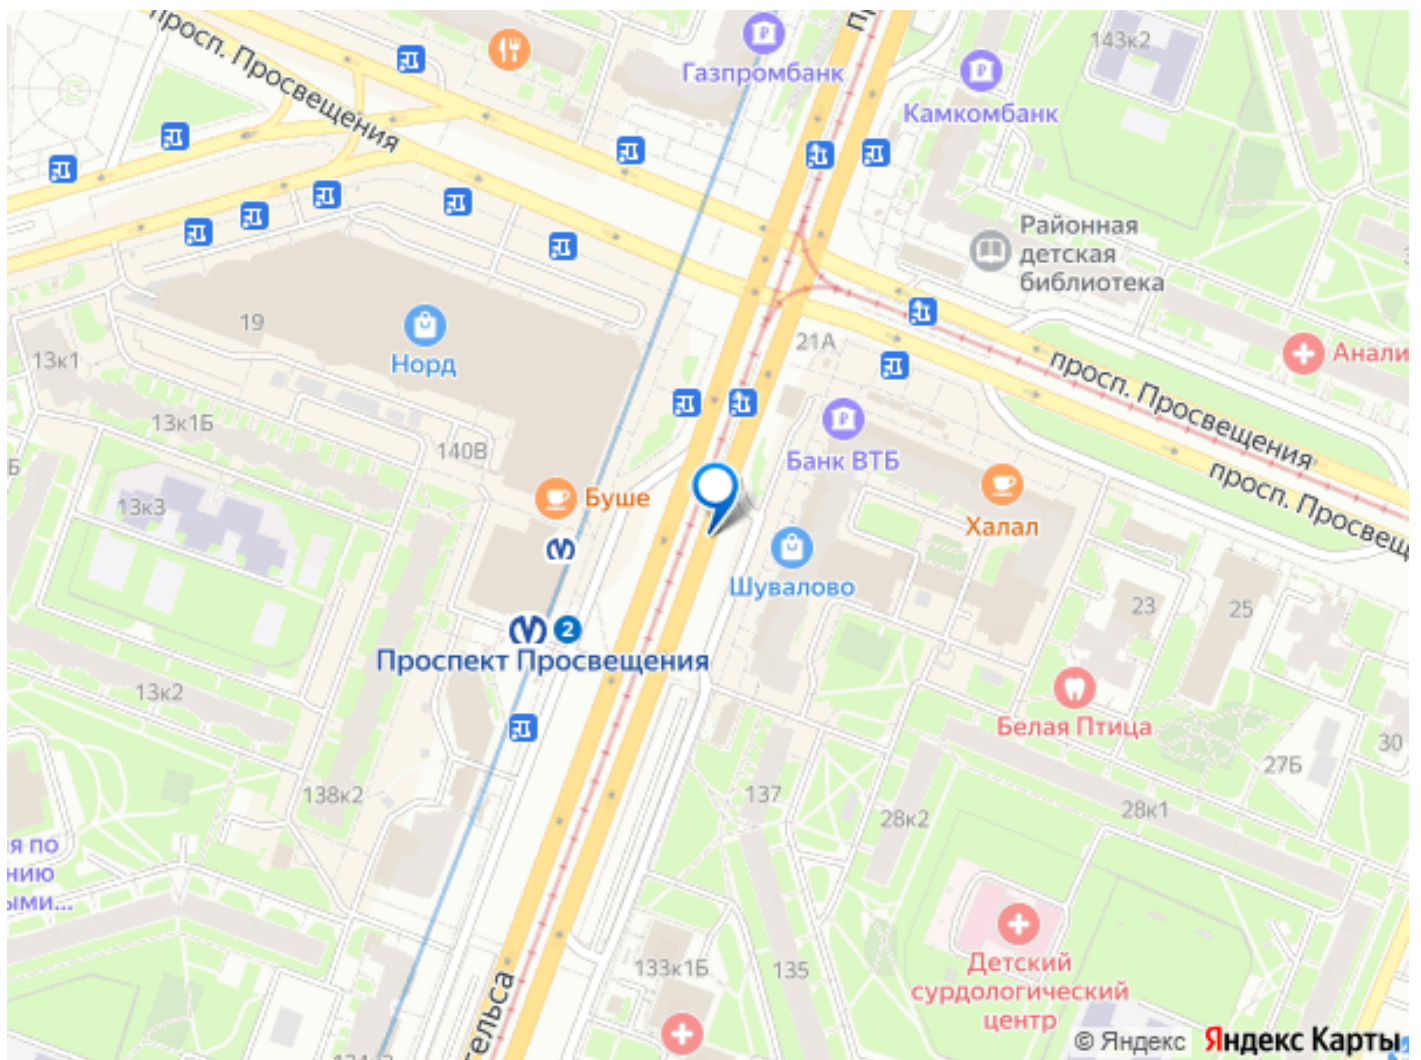 просп. Просвещения
Газпромбанк
143к2
Камкомбанк
Районная
детская
библиотека
19
Норд
13к1
21А
просп. Просвещения
13к1Б
140В
Банк ВТБ
Буше
Халал
просп. Просвещ
13к3
Шувалово
23
25
2
Проспект Просвещения
13к2
Белая Птица
30
27Б
138к2
137
28к2
28к1
я по
нию
ыми...
133к1Б
135
Детский
сурдологический
центр
гельса
© Яндекс Яндекс Карты